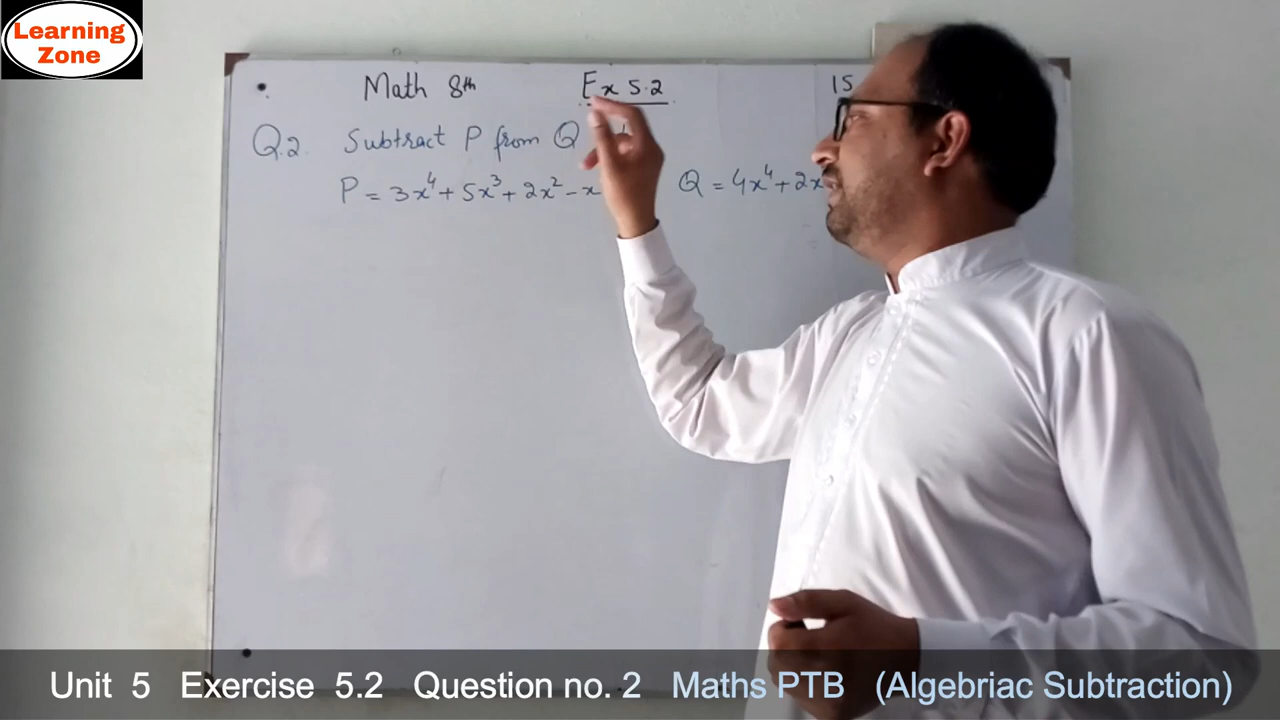 Learning
Zone
Math 8th Ex 5.2 15
Q.2. Subtract P from Q
P = 3x⁴ + 5x³ + 2x² - x Q = 4x⁴ + 2x
Unit 5 Exercise 5.2 Question no. 2 Maths PTB (Algebriac Subtraction)